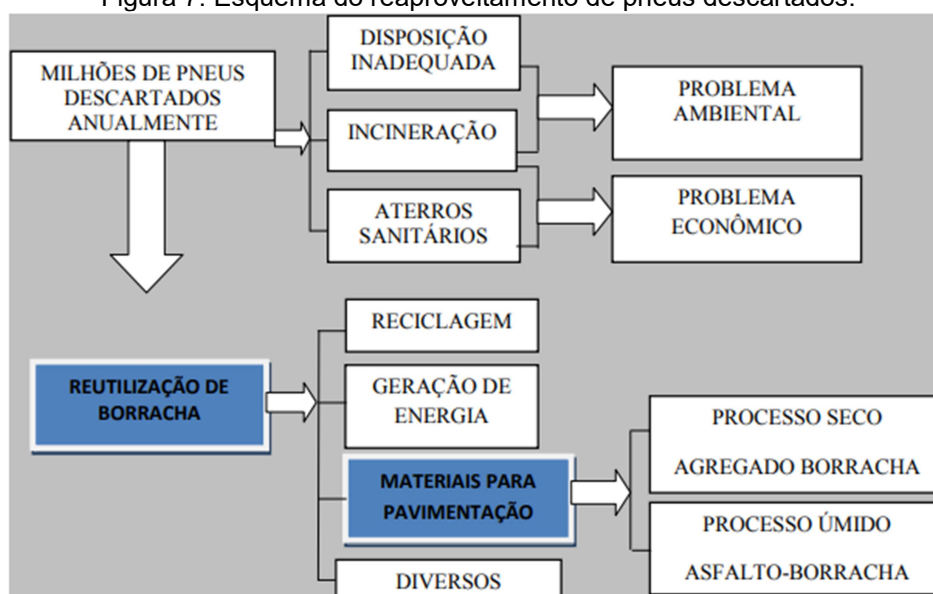 Figura 7: Esquema do reaproveitamento de pneus descartados.
MILHÕES DE PNEUS
DESCARTADOS
ANUALMENTE
DISPOSIÇÃO
INADEQUADA
INCINERAÇÃO
ATERROS
SANITÁRIOS
PROBLEMA
AMBIENTAL
PROBLEMA
ECONÔMICO
REUTILIZAÇÃO DE
BORRACHA
RECICLAGEM
GERAÇÃO DE
ENERGIA
MATERIAIS PARA
PAVIMENTAÇÃO
DIVERSOS
PROCESSO SECO
AGREGADO BORRACHA
PROCESSO ÚMIDO
ASFALTO-BORRACHA